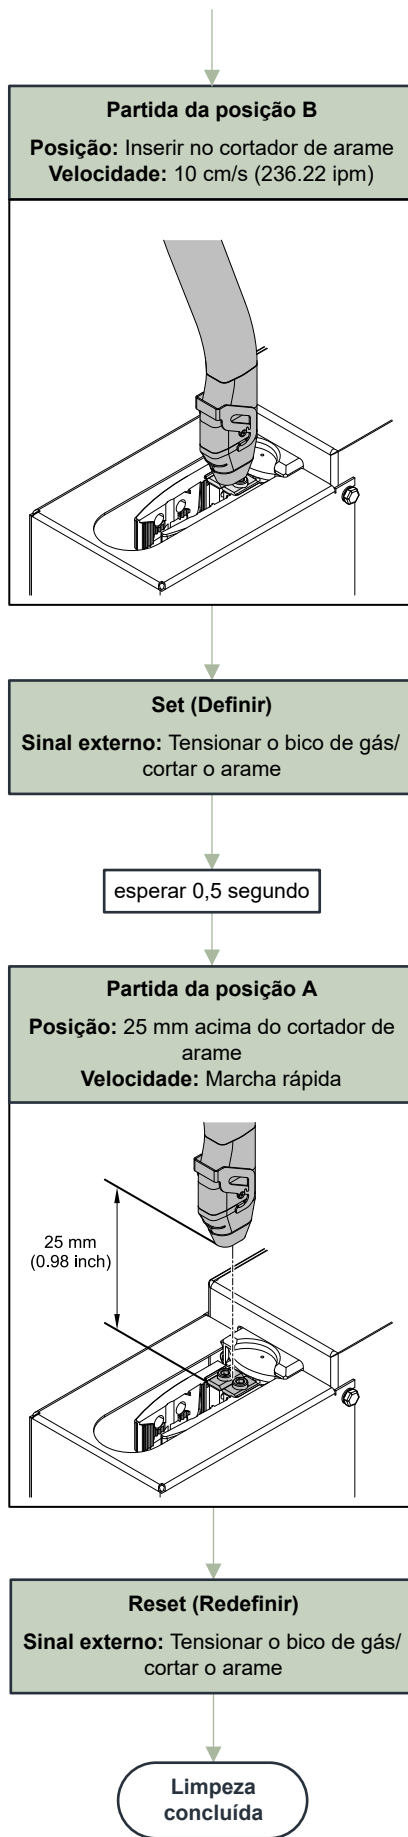 Partida da posição B
Posição: Inserir no cortador de arame
Velocidade: 10 cm/s (236.22 ipm)
Set (Definir)
Sinal externo: Tensionar o bico de gás/
cortar o arame
esperar 0,5 segundo
Partida da posição A
Posição: 25 mm acima do cortador de
arame
Velocidade: Marcha rápida
25 mm
(0.98 inch)
Reset (Redefinir)
Sinal externo: Tensionar o bico de gás/
cortar o arame
Limpeza
concluída